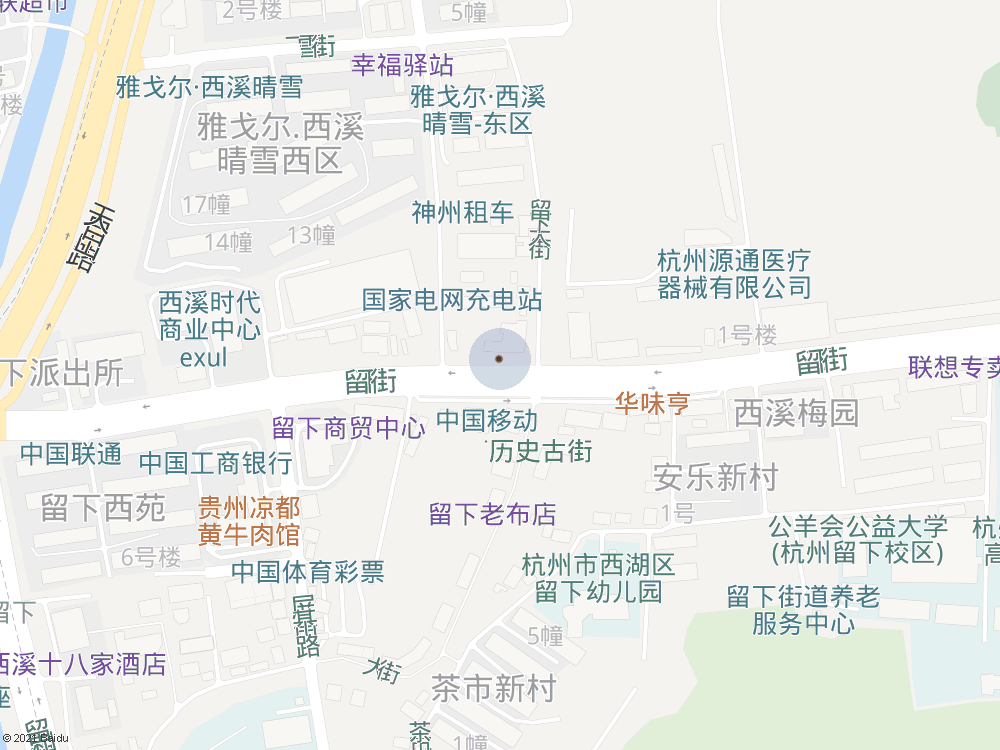 联超市
2号楼
5幢
雪街
幸福驿站
号
楼
雅戈尔·西溪晴雪
雅戈尔·西溪
晴雪-东区
雅戈尔.西溪
晴雪西区
17幢
14幢
13幢
神州租车
杭州源通医疗
器械有限公司
国家电网充电站
西溪时代
商业中心
exul
1号楼
下派出所
留街
留街
联想专卖
华味亨
西溪梅园
留下商贸中心
中国移动
历史古街
中国联通
中国工商银行
安乐新村
留下西苑
贵州凉都
黄牛肉馆
留下老布店
1号
公羊会公益大学
(杭州留下校区)
杭
高
6号楼
中国体育彩票
杭州市西湖区
留下幼儿园
留下街道养老
服务中心
留下
5幢
西溪十八家酒店
座
大街
茶市新村
1幢
© 2021 Baidu